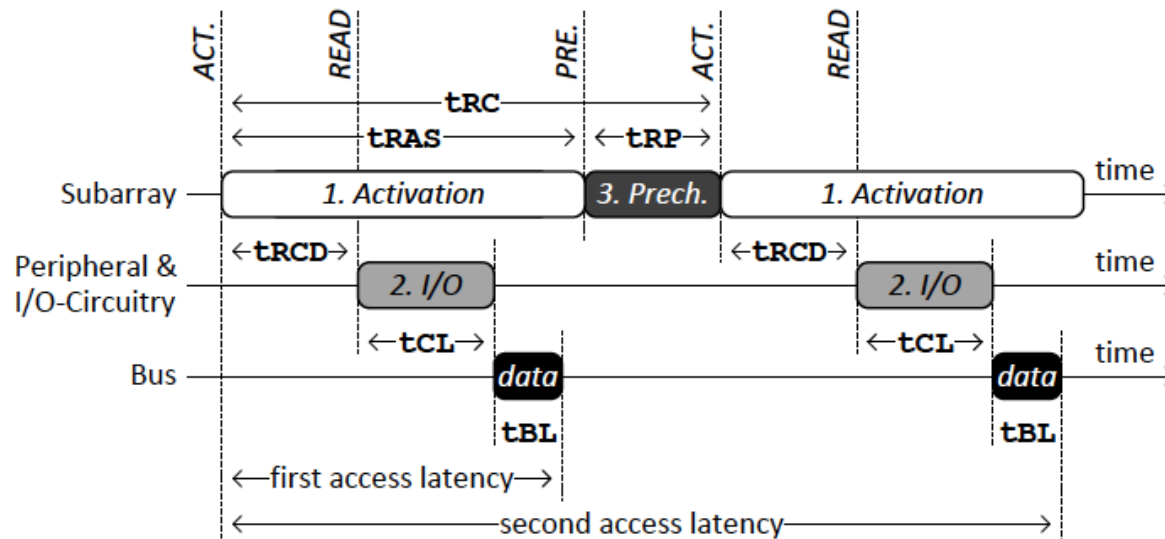 ACT.
READ
PRE.
ACT.
READ
tRC
tRAS
tRP
Subarray
1. Activation
3. Prech.
1. Activation
time
tRCD
tRCD
Peripheral &
I/O-Circuitry
2. I/O
2. I/O
time
tCL
tCL
Bus
data
data
time
tBL
tBL
first access latency
second access latency